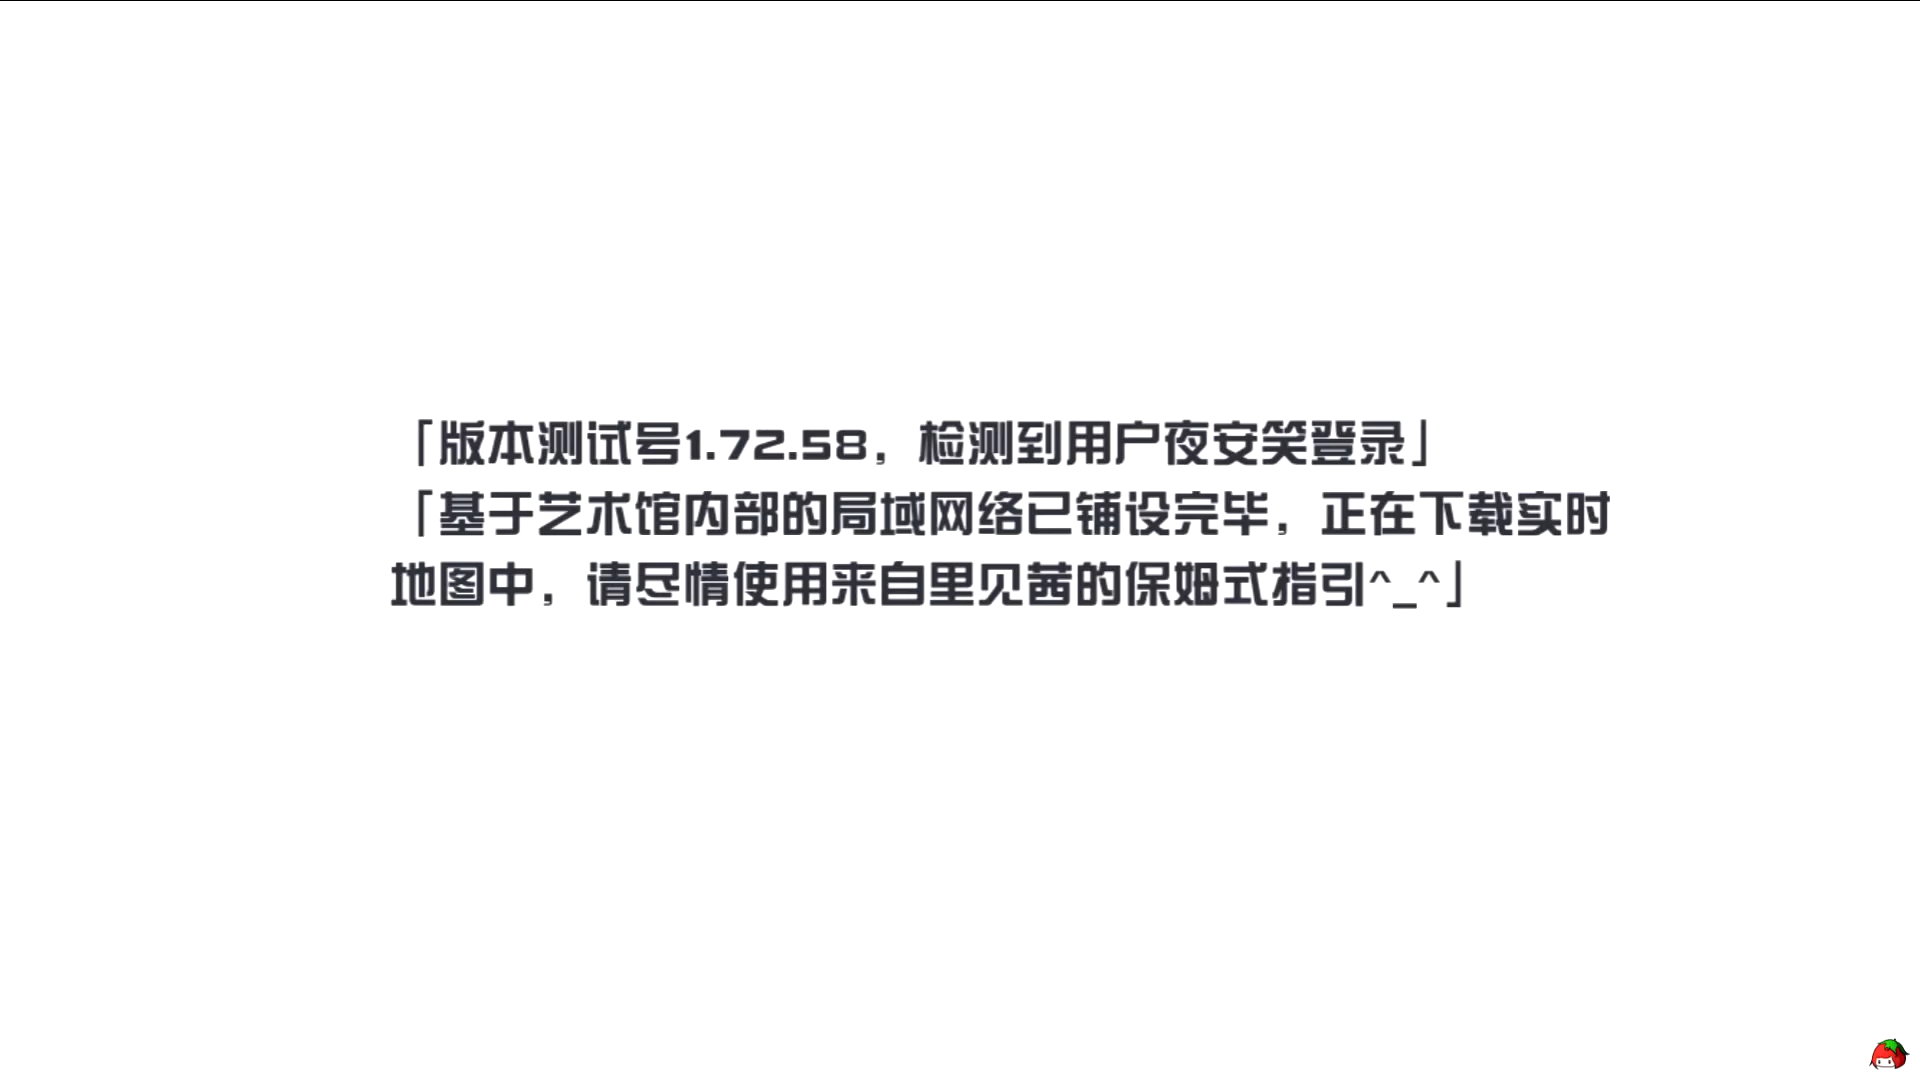 「版本测试号1.72.58，检测到用户夜安笑登录」
「基于艺术馆内部的局域网络已铺设完毕，正在下载实时
地图中，请尽情使用来自里见茜的保姆式指引^_^」